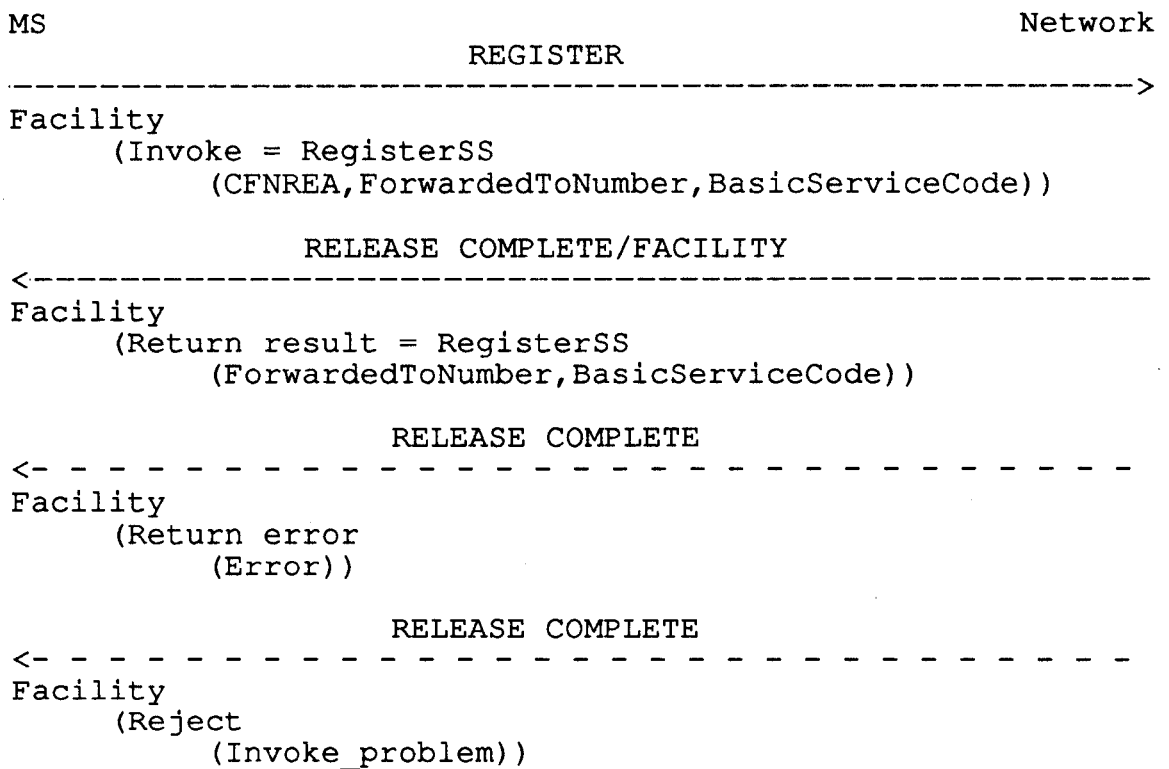 MS Network
REGISTER
------------------------------------------------------------>
Facility
(Invoke = RegisterSS
(CFNREA,ForwardedToNumber,BasicServiceCode))
RELEASE COMPLETE/FACILITY
<------------------------------------------------------------
Facility
(Return result = RegisterSS
(ForwardedToNumber,BasicServiceCode))
RELEASE COMPLETE
<- - - - - - - - - - - - - - - - - - - - - - - - - - - - - -
Facility
(Return error
(Error))
RELEASE COMPLETE
<- - - - - - - - - - - - - - - - - - - - - - - - - - - - - -
Facility
(Reject
(Invoke_problem))